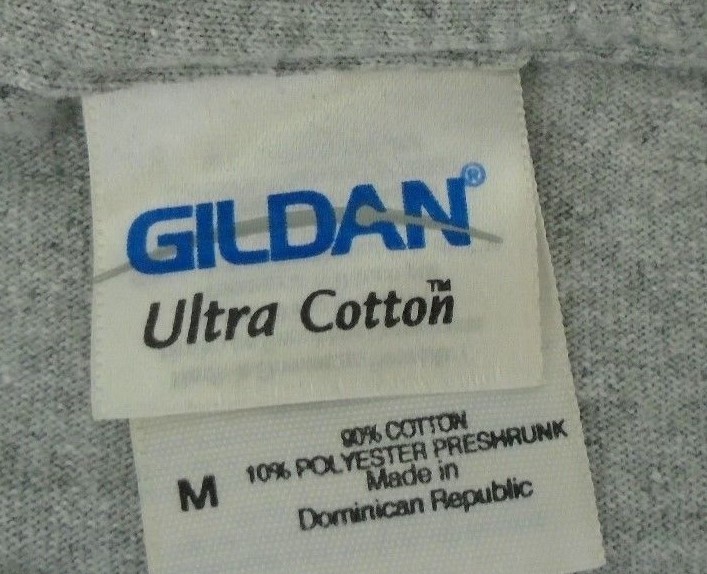 GILDAN®
Ultra Cotton™
M
90% COTTON
10% POLYESTER PRESHRUNK
Made in
Dominican Republic